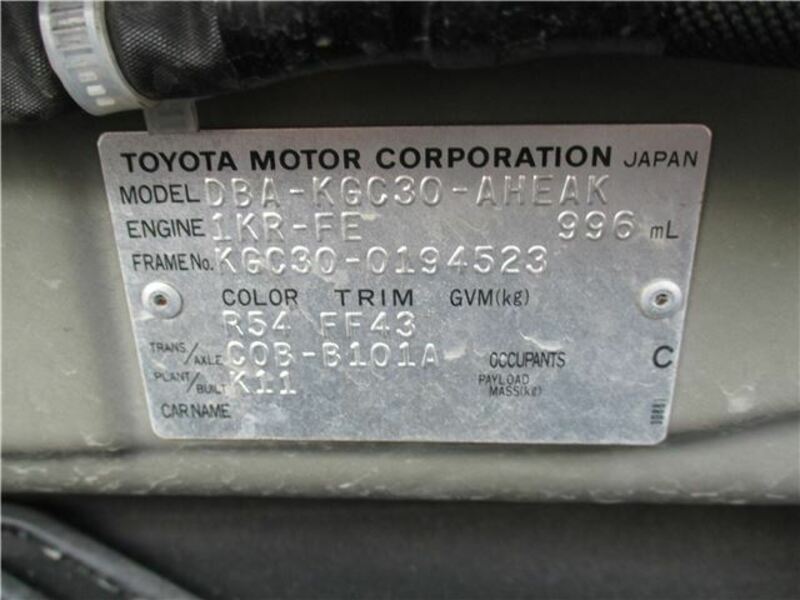 TOYOTA MOTOR CORPORATION JAPAN
MODEL DBA-KGC30-AHEAK
ENGINE 1KR-FE 996 mL
FRAME No. KGC30-0194523
COLOR TRIM GVM(kg)
R54 FF43
TRANS/AXLE C0B-B101A OCCUPANTS C
PLANT/BUILT K11 PAYLOAD MASS(kg)
CAR NAME